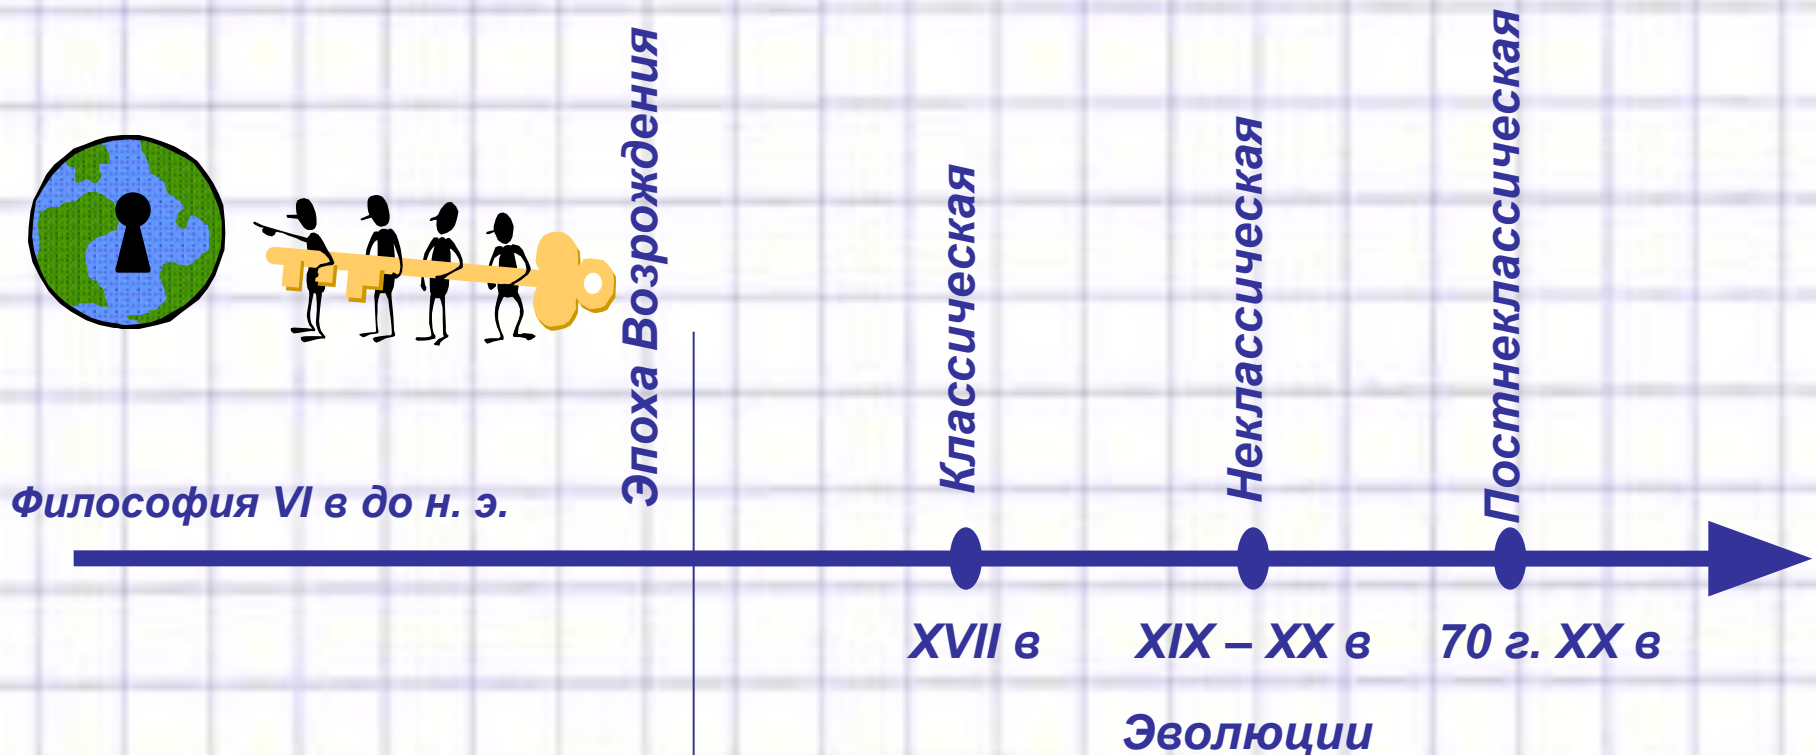 Философия VI в до н. э.
Эпоха Возрождения
Классическая
Неклассическая
Постнеклассическая
XVII в
XIX – XX в
70 г. XX в
Эволюции